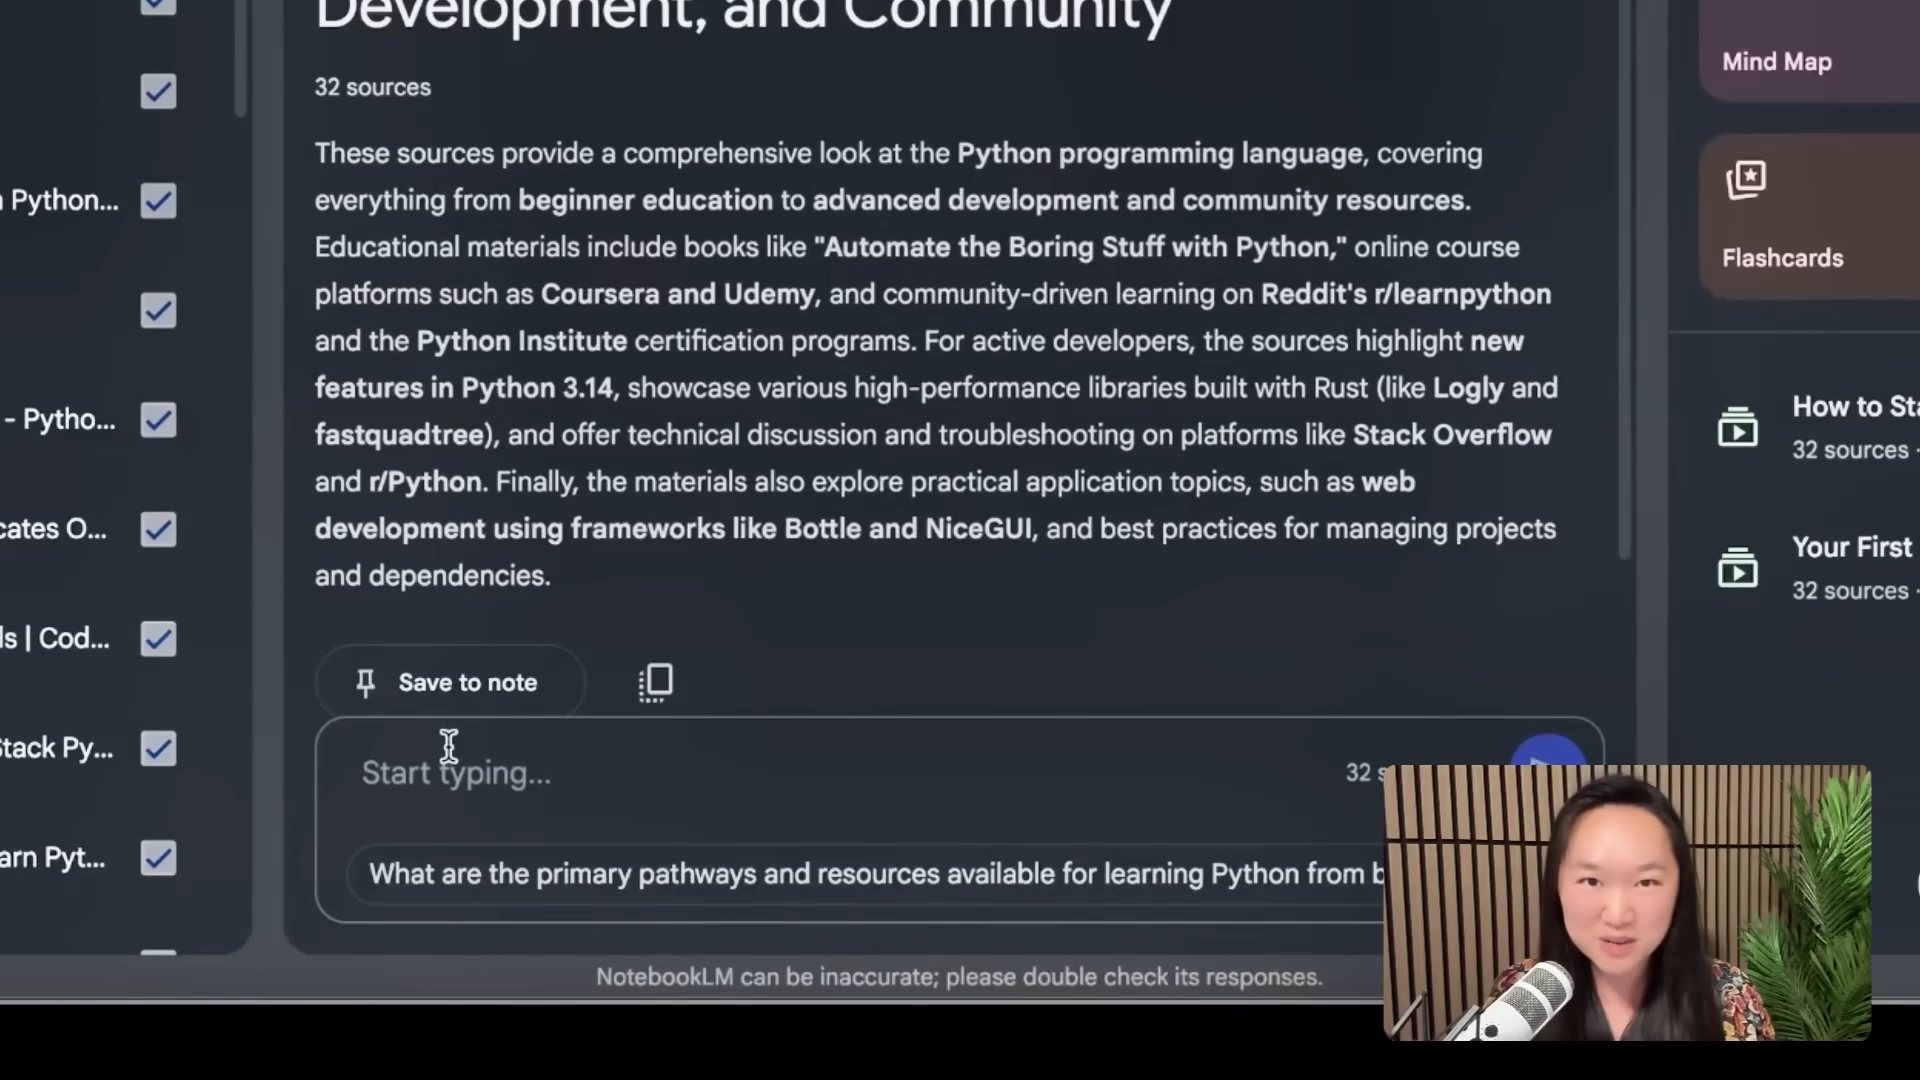 Development, and Community
32 sources
These sources provide a comprehensive look at the Python programming language, covering
everything from beginner education to advanced development and community resources.
Educational materials include books like "Automate the Boring Stuff with Python," online course
platforms such as Coursera and Udemy, and community-driven learning on Reddit's r/learnpython
and the Python Institute certification programs. For active developers, the sources highlight new
features in Python 3.14, showcase various high-performance libraries built with Rust (like Logly and
fastquadtree), and offer technical discussion and troubleshooting on platforms like Stack Overflow
and r/Python. Finally, the materials also explore practical application topics, such as web
development using frameworks like Bottle and NiceGUI, and best practices for managing projects
and dependencies.
Save to note
Start typing...
32 s
What are the primary pathways and resources available for learning Python from b
NotebookLM can be inaccurate; please double check its responses.
Python...
- Pytho...
cates O...
ls | Cod...
Stack Py...
arn Pyt...
Mind Map
Flashcards
How to Sta
32 sources ·
Your First
32 sources ·